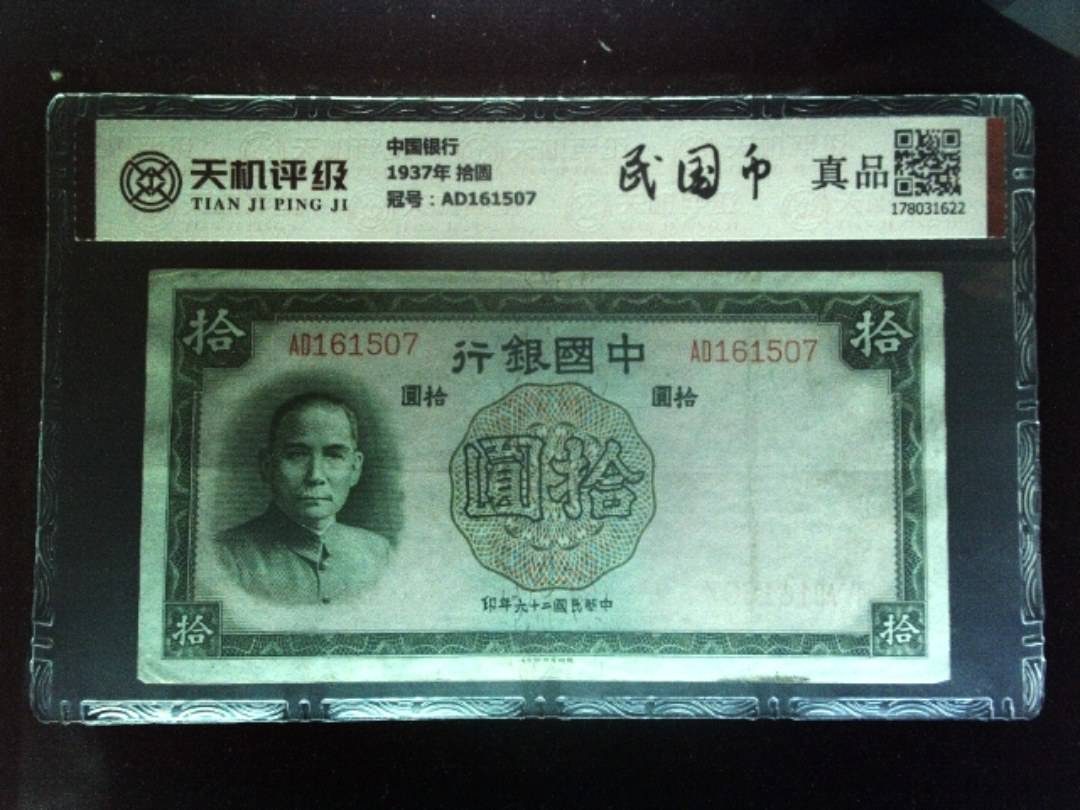 天机评级
TIAN JI PING JI
中国银行
1937年 拾圆
冠号：AD161507
民国币
真品
178031622
拾
拾
AD161507
行銀國中
AD161507
圓拾
圓拾
圓拾
印年六十二國民華中
拾
拾